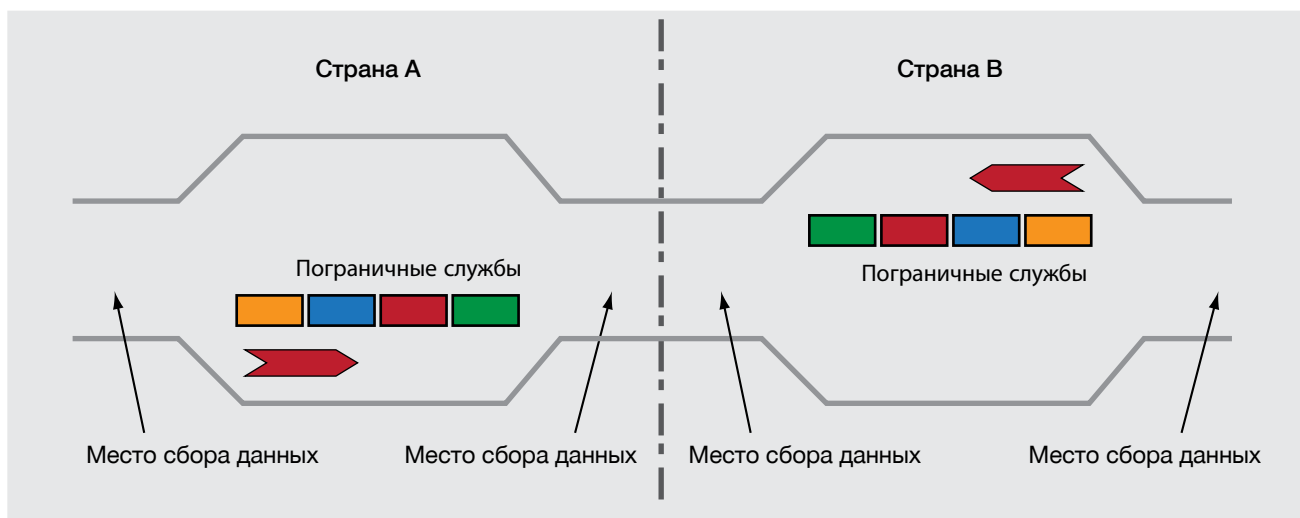 Страна А
Страна В
Пограничные службы
Пограничные службы
Место сбора данных
Место сбора данных
Место сбора данных
Место сбора данных